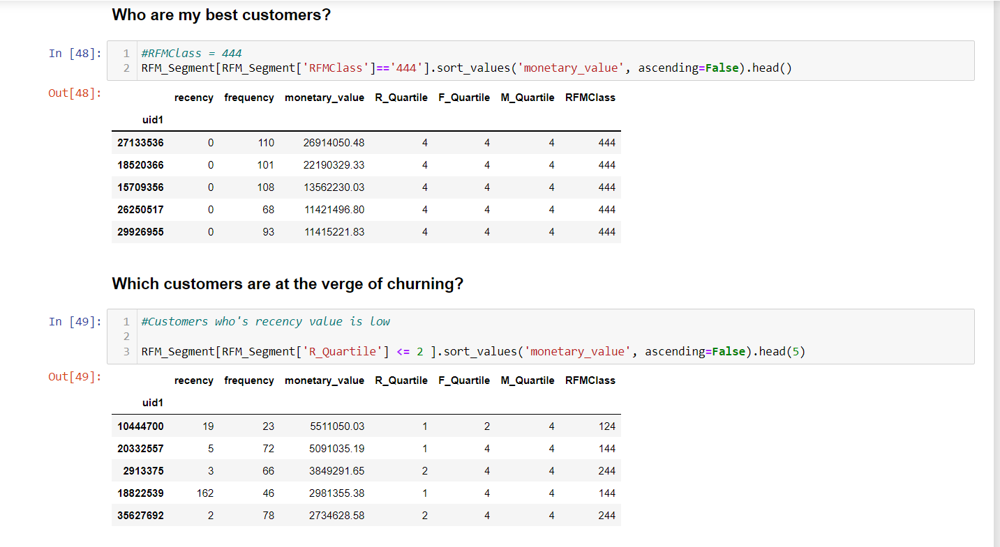 Who are my best customers?
In [48]:
1 #RFMClass = 444
2 RFM_Segment[RFM_Segment['RFMClass']=='444'].sort_values('monetary_value', ascending=False).head()
Out[48]:
recency frequency monetary_value R_Quartile F_Quartile M_Quartile RFMClass
uid1
27133536 0 110 26914050.48 4 4 4 444
18520366 0 101 22190329.33 4 4 4 444
15709356 0 108 13562230.03 4 4 4 444
26250517 0 68 11421496.80 4 4 4 444
29926955 0 93 11415221.83 4 4 4 444
Which customers are at the verge of churning?
In [49]:
1 #Customers who's recency value is low
2
3 RFM_Segment[RFM_Segment['R_Quartile'] <= 2 ].sort_values('monetary_value', ascending=False).head(5)
Out[49]:
recency frequency monetary_value R_Quartile F_Quartile M_Quartile RFMClass
uid1
10444700 19 23 5511050.03 1 2 4 124
20332557 5 72 5091035.19 1 4 4 144
2913375 3 66 3849291.65 2 4 4 244
18822539 162 46 2981355.38 1 4 4 144
35627692 2 78 2734628.58 2 4 4 244